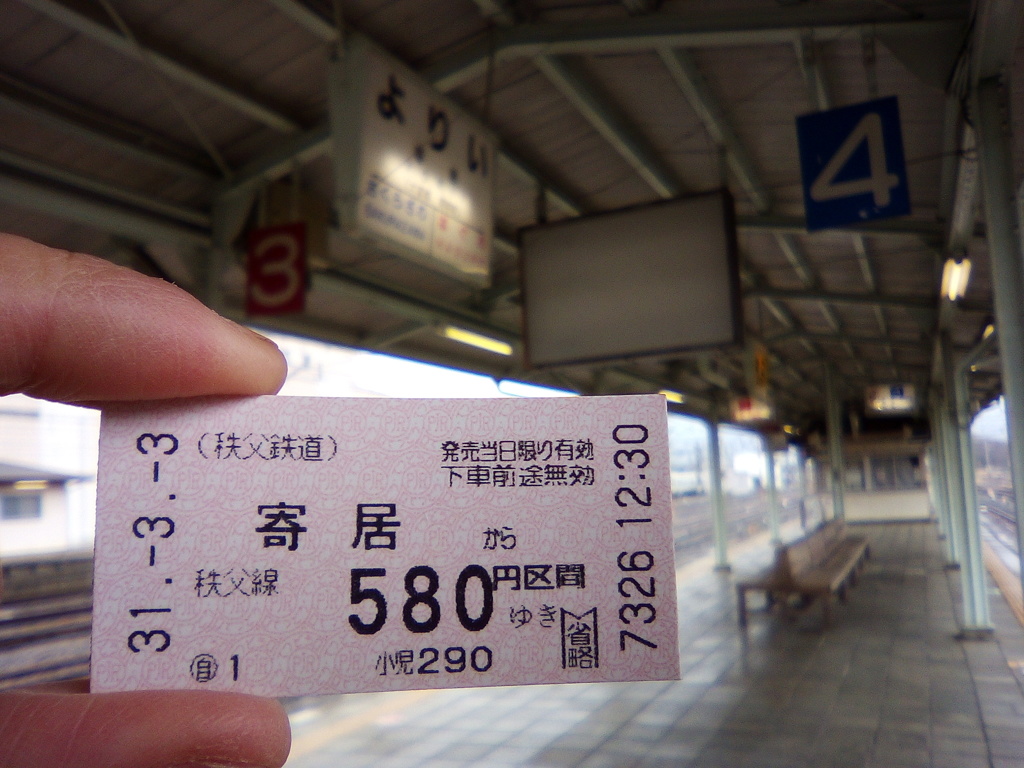 よりい
3
4
31.-3.-3
(秩父鉄道)
発売当日限り有効
下車前途無効
寄居 から
秩父線 580円区間
ゆき
省略
自 1 小児290
7326 12:30